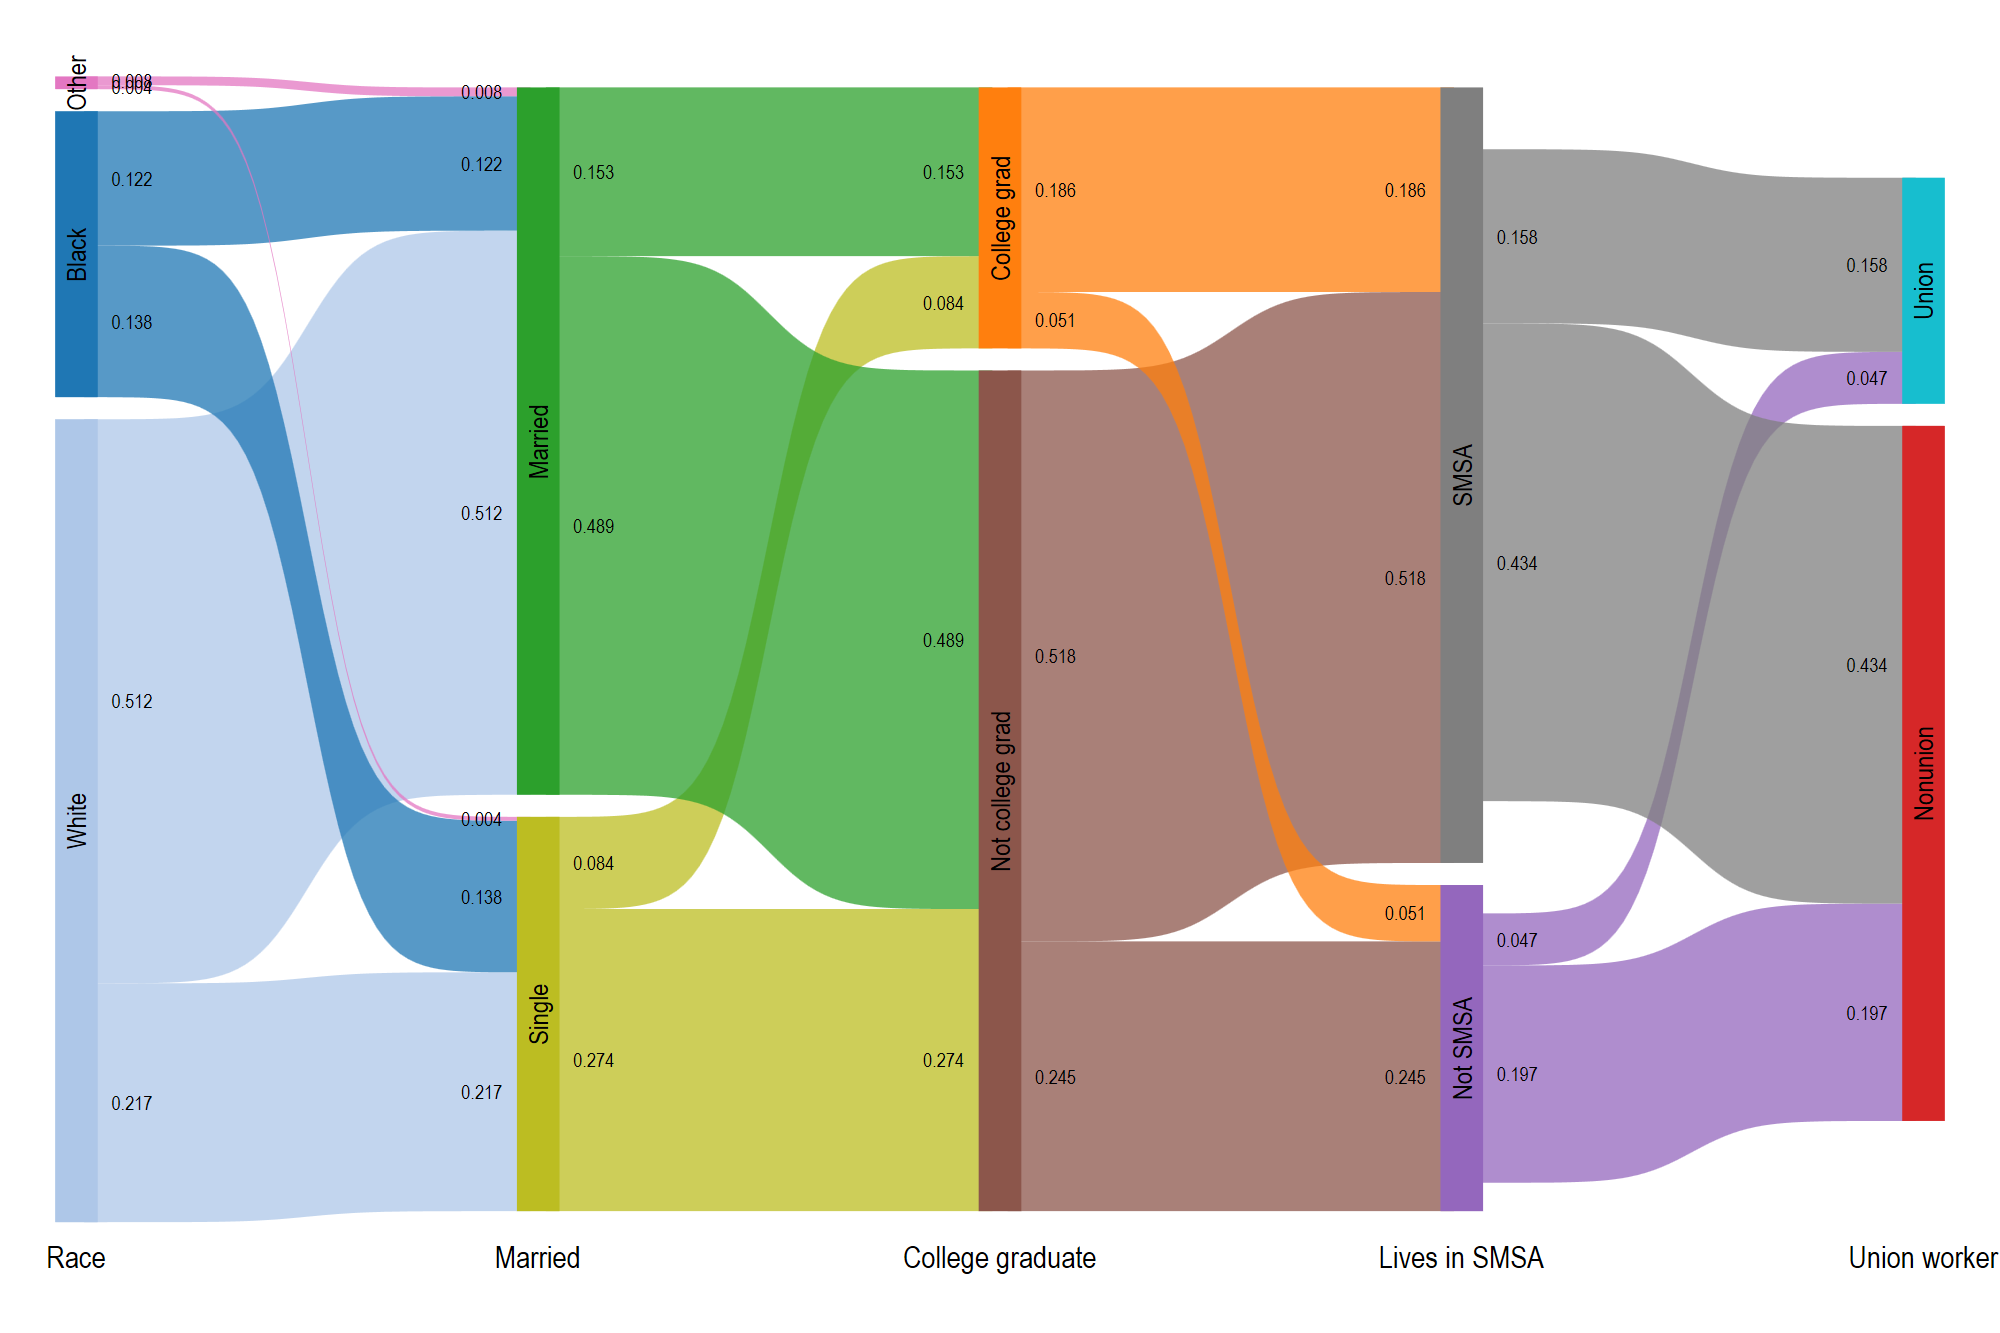 Other
0.008
0.004
Black
0.122
0.138
White
0.512
0.217
0.008
0.122
0.512
Married
0.153
0.489
0.004
0.138
0.217
Single
0.084
0.274
0.153
0.084
College grad
0.186
0.051
0.489
0.274
Not college grad
0.518
0.245
0.186
0.518
SMSA
0.158
0.434
0.051
0.245
Not SMSA
0.047
0.197
0.158
0.047
Union
0.434
0.197
Nonunion
Race
Married
College graduate
Lives in SMSA
Union worker